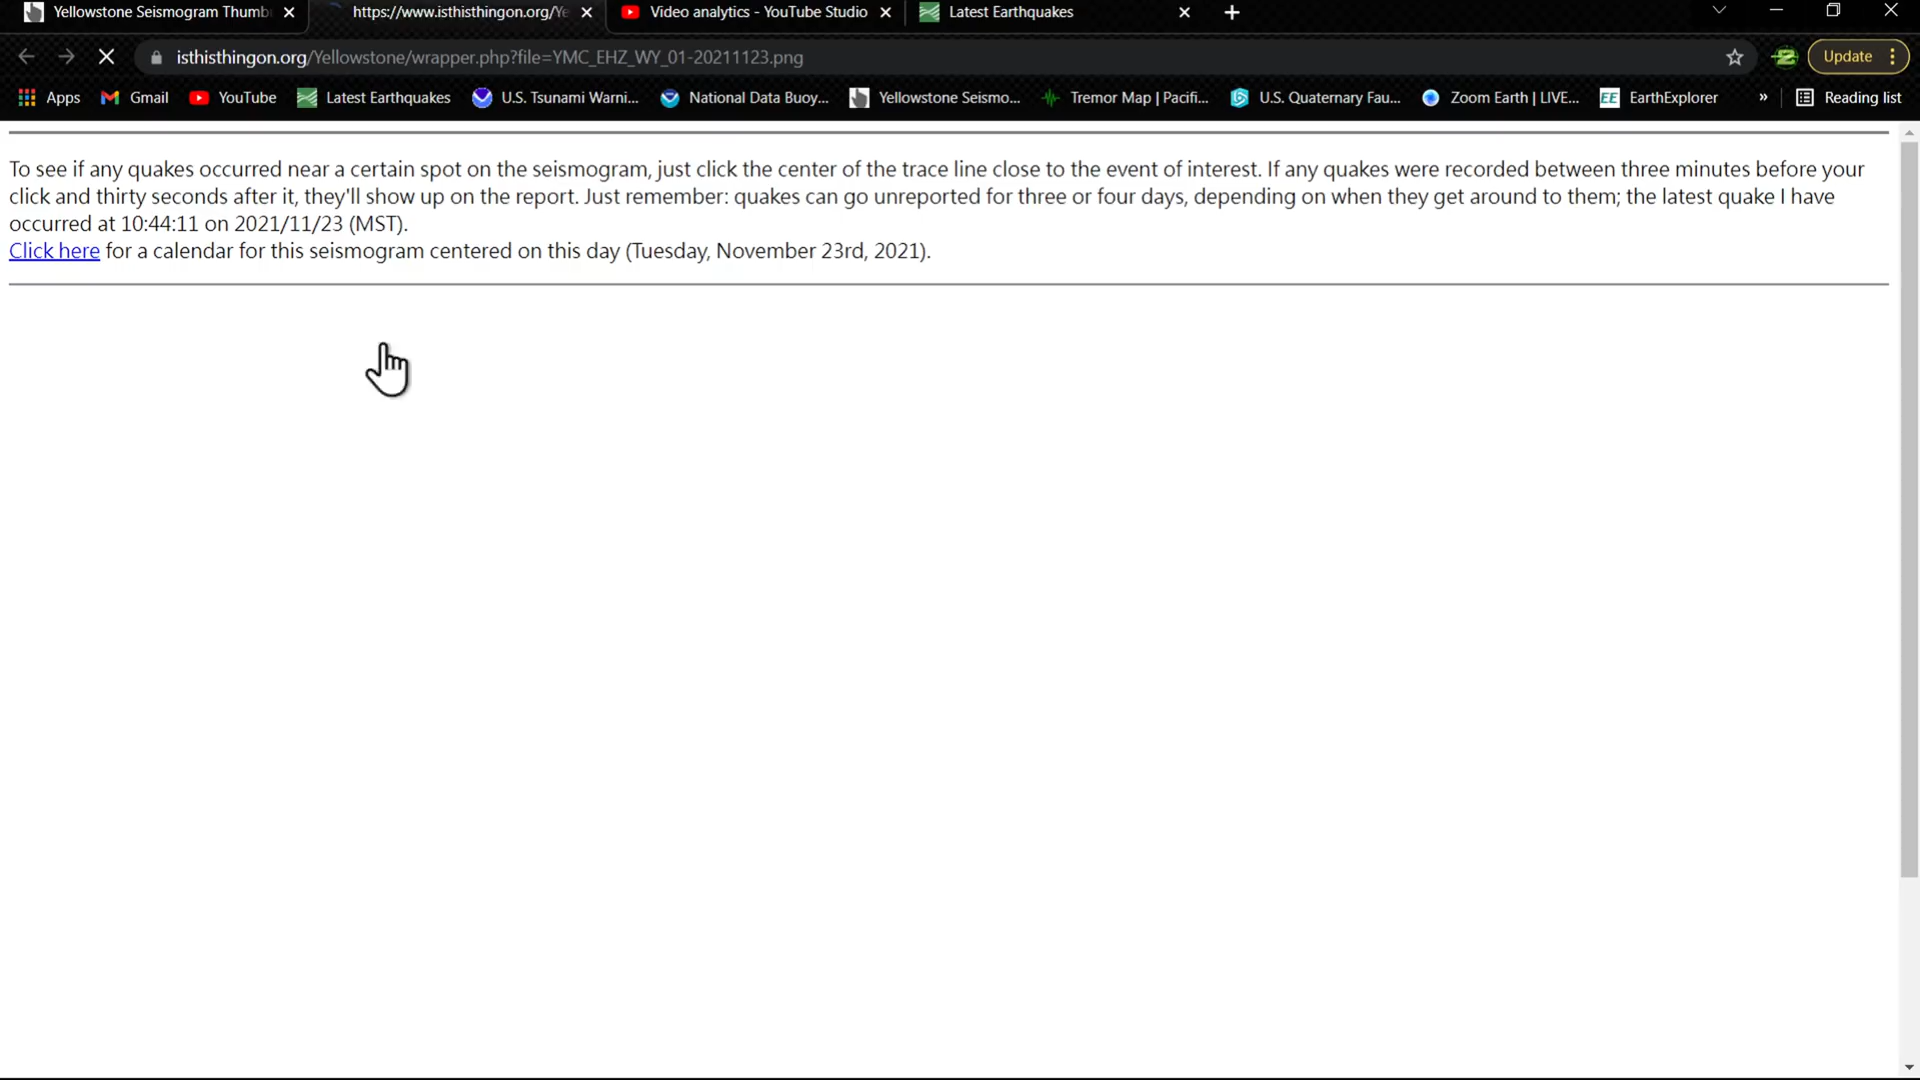 Yellowstone Seismogram Thumb
https://www.isthisthingon.org/Ye
Video analytics - YouTube Studio
Latest Earthquakes
isthisthingon.org/Yellowstone/wrapper.php?file=YMC_EHZ_WY_01-20211123.png
Update
Apps
Gmail
YouTube
Latest Earthquakes
U.S. Tsunami Warni...
National Data Buoy...
Yellowstone Seismo...
Tremor Map | Pacifi...
U.S. Quaternary Fau...
Zoom Earth | LIVE...
EE EarthExplorer
»
Reading list
To see if any quakes occurred near a certain spot on the seismogram, just click the center of the trace line close to the event of interest. If any quakes were recorded between three minutes before your
click and thirty seconds after it, they'll show up on the report. Just remember: quakes can go unreported for three or four days, depending on when they get around to them; the latest quake I have
occurred at 10:44:11 on 2021/11/23 (MST).
Click here for a calendar for this seismogram centered on this day (Tuesday, November 23rd, 2021).